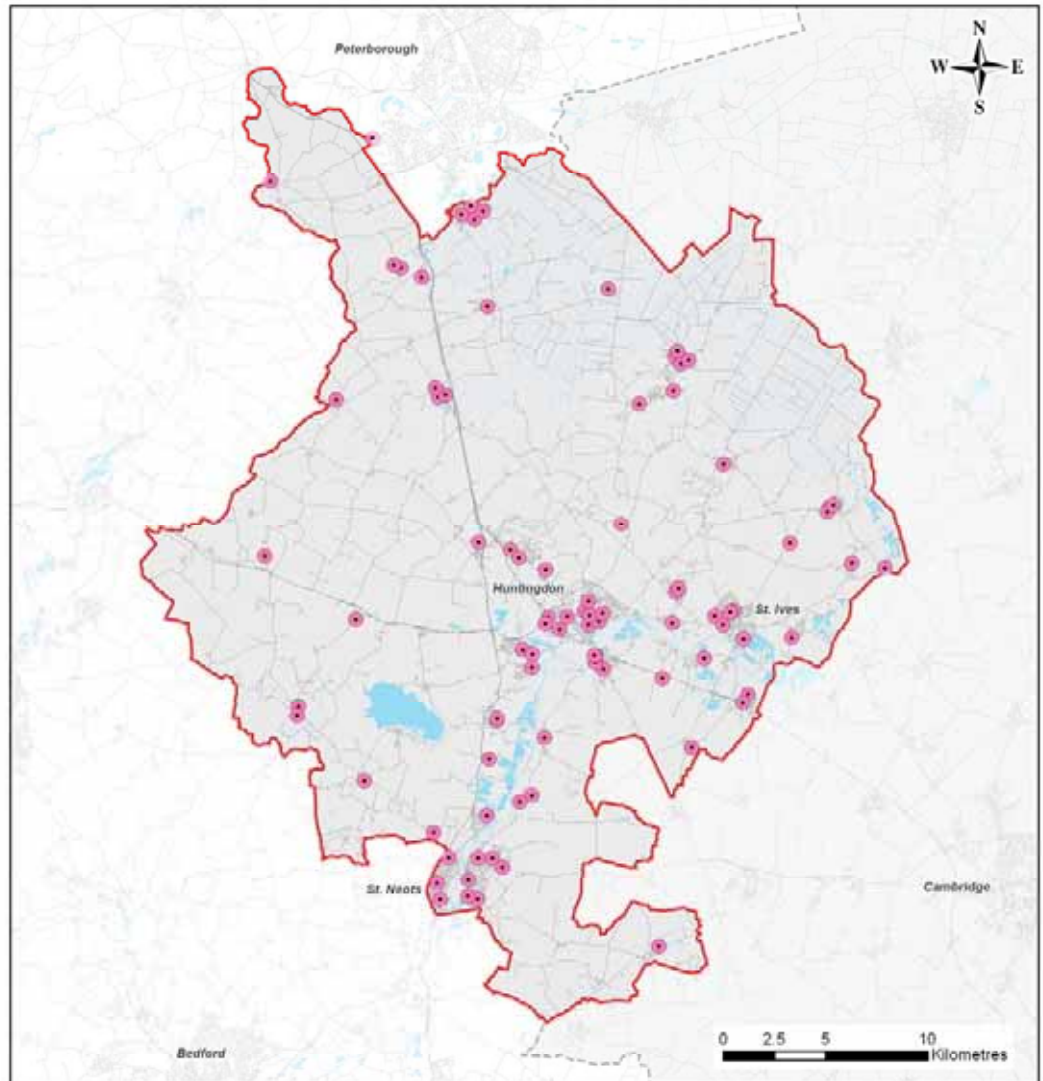 Peterborough
N
W E
S
Huntingdon
St. Ives
St. Neots
Cambridge
Bedford
0 2.5 5 10
Kilometres